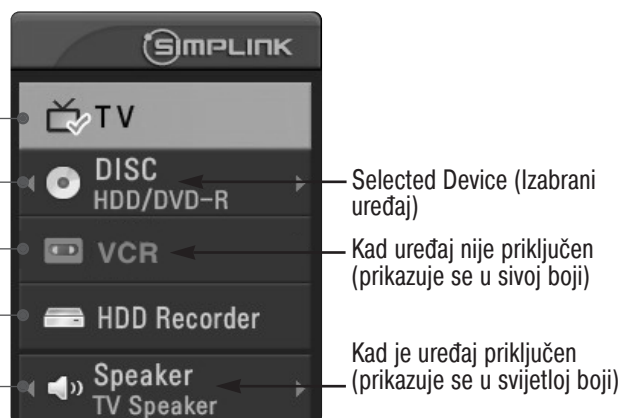 SIMPLINK
TV
DISC
HDD/DVD-R
VCR
HDD Recorder
Speaker
TV Speaker
Selected Device (Izabrani
uređaj)
Kad uređaj nije priključen
(prikazuje se u sivoj boji)
Kad je uređaj priključen
(prikazuje se u svijetloj boji)